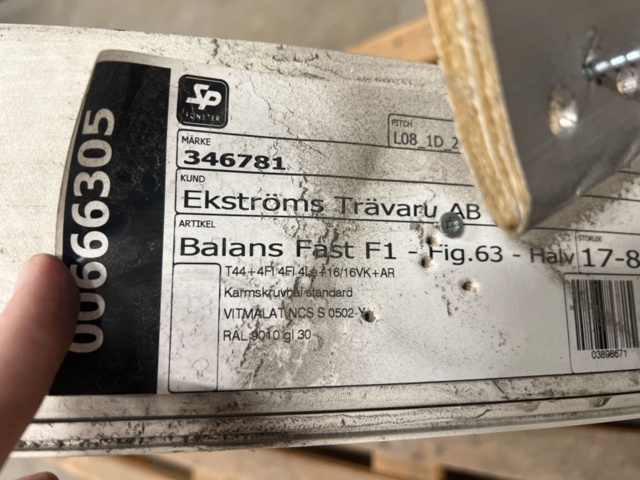 00666305
SP
FÖNSTER
PITCH
L08_1D_2
MÄRKE
346781
KUND
Ekströms Trävaru AB
ARTIKEL
STORLEK
Balans Fast F1 - Fig.63 - Halv 17-8
T44+4FI 4FI 4Le+16/16VK+AR
Karmskruvhål standard
VITMÅLAT NCS S 0502-Y
RAL 9010 gl 30
03898671